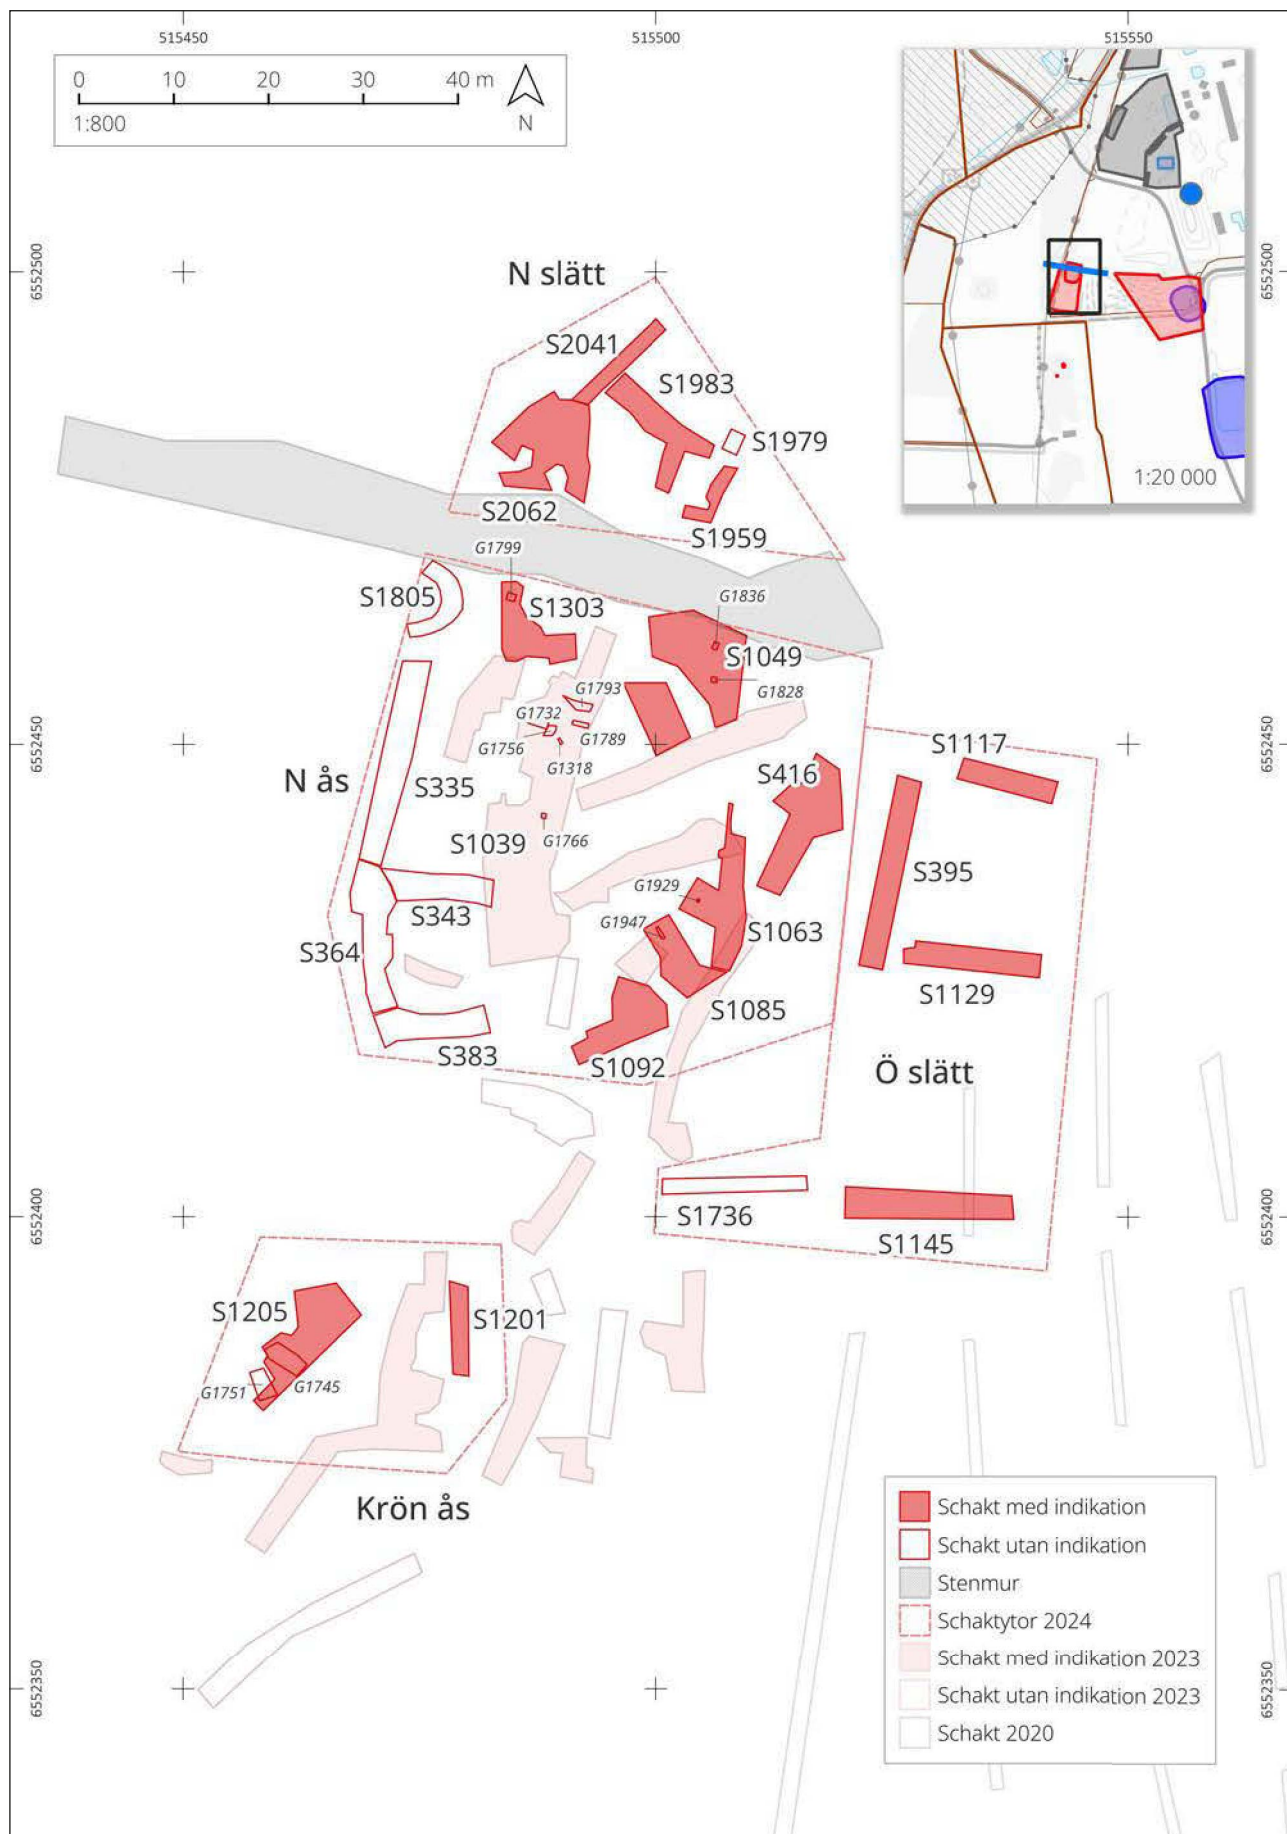 515450
515500
515550
0 10 20 30 40 m
1:800
N
6552500
6552500
N slätt
S2041
S1983
S1979
1:20 000
S2062
S1959
G1799
S1805
S1303
G1836
S1049
G1793
G1828
G1732
G1756
G1789
6552450
6552450
S1117
G1318
S416
N ås
S335
S1039
G1766
S395
G1929
S343
G1947
S1063
S364
S1129
S1085
S383
S1092
Ö slätt
S1736
6552400
6552400
S1145
S1205
S1201
G1751
G1745
Krön ås
Schakt med indikation
Schakt utan indikation
Stenmur
Schaktytor 2024
Schakt med indikation 2023
Schakt utan indikation 2023
Schakt 2020
6552350
6552350